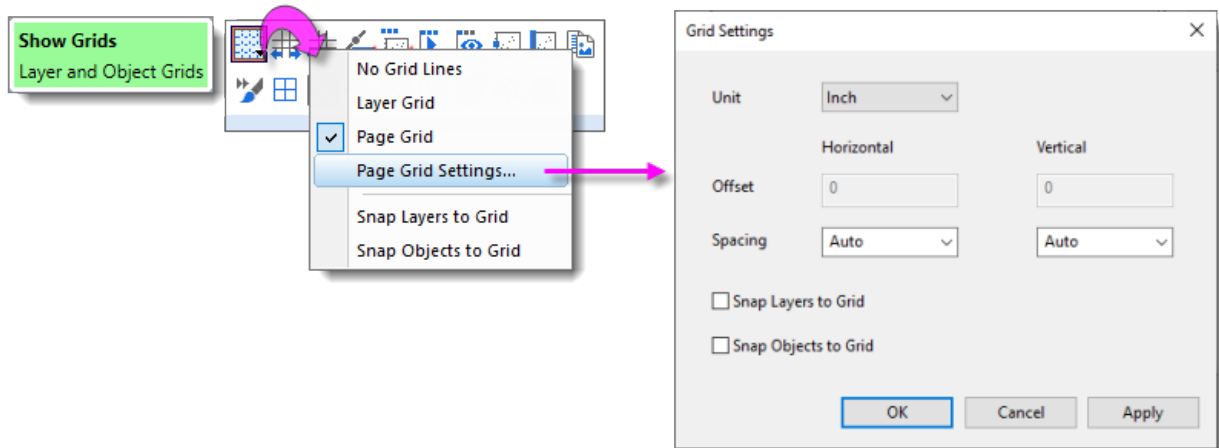 Show Grids
Layer and Object Grids
No Grid Lines
Layer Grid
Page Grid
Page Grid Settings...
Snap Layers to Grid
Snap Objects to Grid
Grid Settings
Unit Inch
Horizontal Vertical
Offset 0 0
Spacing Auto Auto
Snap Layers to Grid
Snap Objects to Grid
OK Cancel Apply